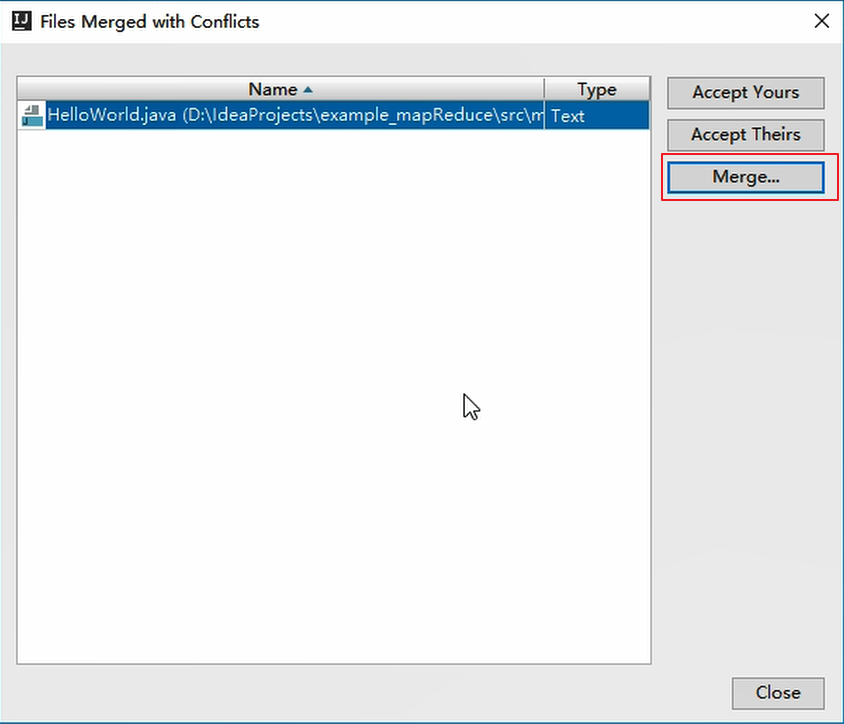 IJ Files Merged with Conflicts
Name Type
Accept Yours
HelloWorld.java (D:\IdeaProjects\example_mapReduce\src\m Text
Accept Theirs
Merge...
Close